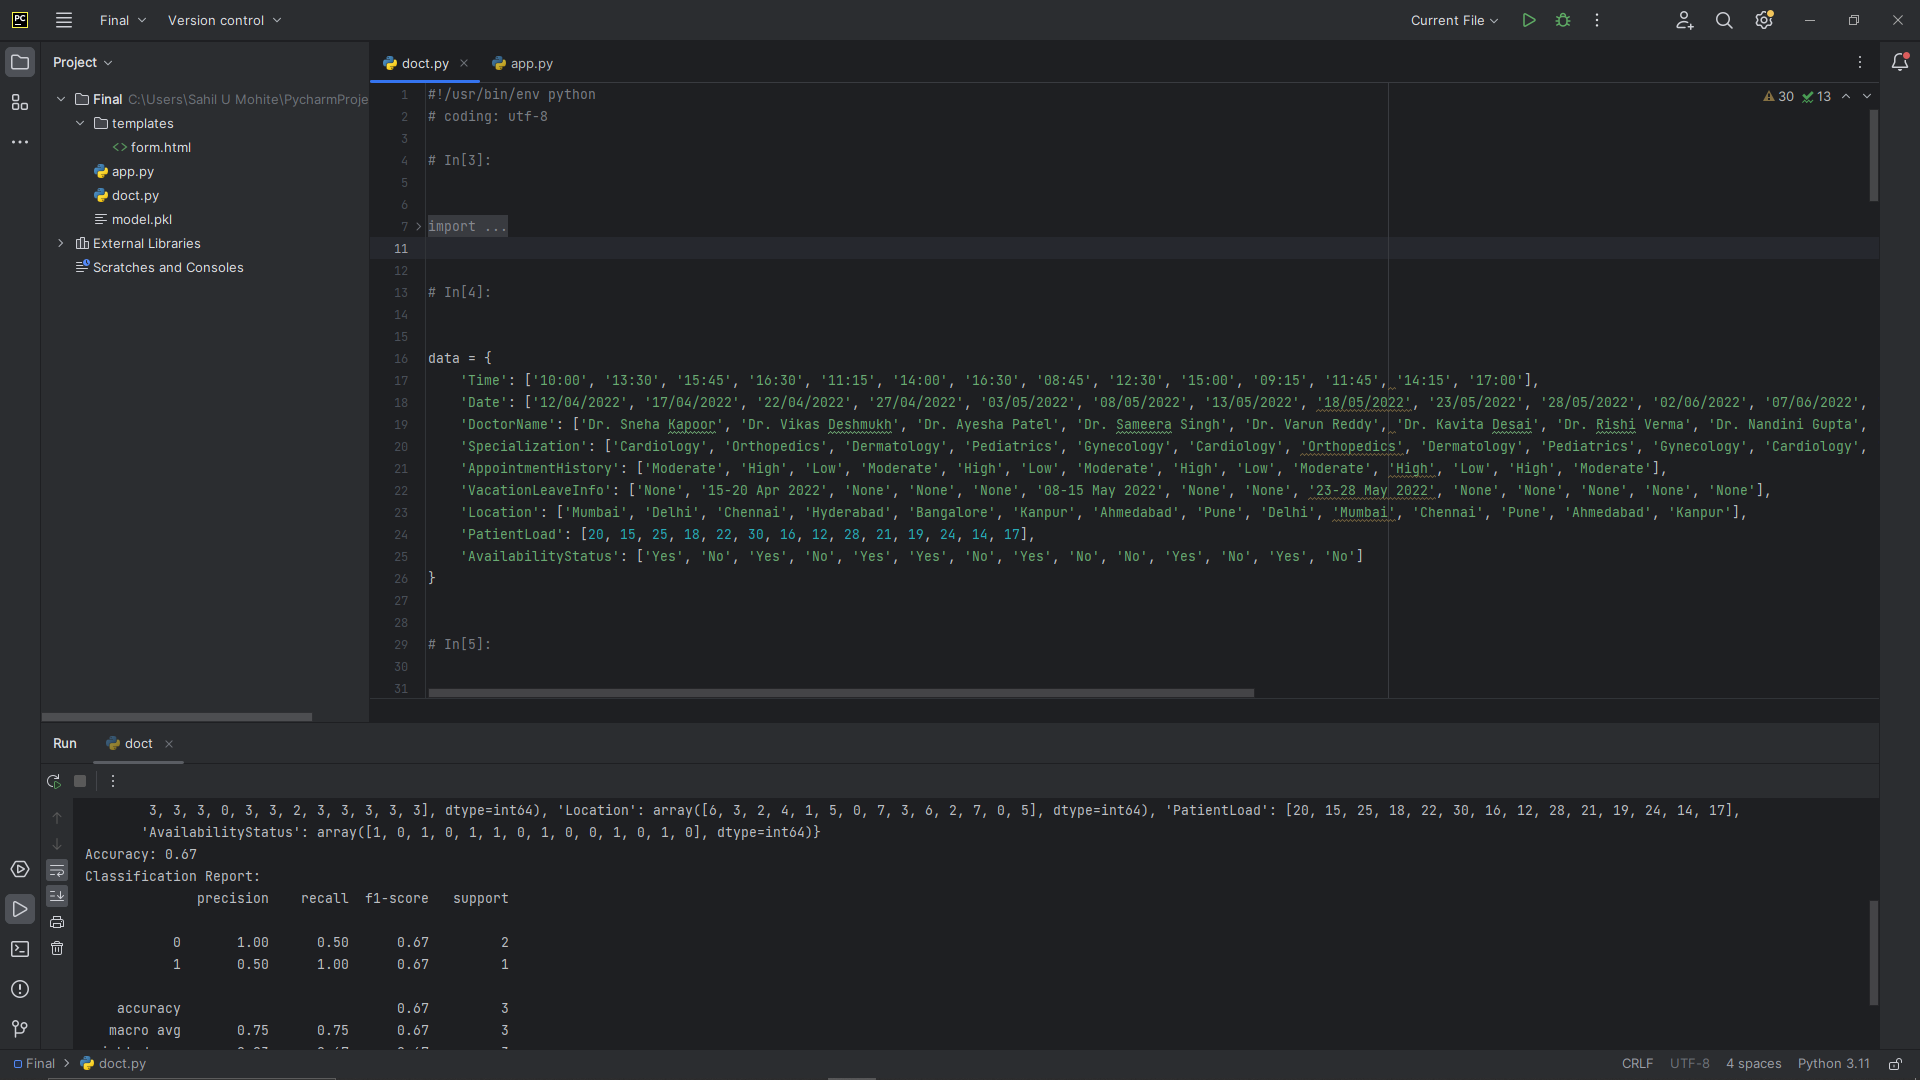 PC
Final
Version control
Current File
Project
doct.py
app.py
Final C:\Users\Sahil U Mohite\PycharmProje
templates
form.html
app.py
doct.py
model.pkl
External Libraries
Scratches and Consoles
30 13
1 #!/usr/bin/env python
2 # coding: utf-8
3
4 # In[3]:
5
6
7 import ...
11
12
13 # In[4]:
14
15
16 data = {
17 'Time': ['10:00', '13:30', '15:45', '16:30', '11:15', '14:00', '16:30', '08:45', '12:30', '15:00', '09:15', '11:45', '14:15', '17:00'],
18 'Date': ['12/04/2022', '17/04/2022', '22/04/2022', '27/04/2022', '03/05/2022', '08/05/2022', '13/05/2022', '18/05/2022', '23/05/2022', '28/05/2022', '02/06/2022', '07/06/2022',
19 'DoctorName': ['Dr. Sneha Kapoor', 'Dr. Vikas Deshmukh', 'Dr. Ayesha Patel', 'Dr. Sameera Singh', 'Dr. Varun Reddy', 'Dr. Kavita Desai', 'Dr. Rishi Verma', 'Dr. Nandini Gupta',
20 'Specialization': ['Cardiology', 'Orthopedics', 'Dermatology', 'Pediatrics', 'Gynecology', 'Cardiology', 'Orthopedics', 'Dermatology', 'Pediatrics', 'Gynecology', 'Cardiology',
21 'AppointmentHistory': ['Moderate', 'High', 'Low', 'Moderate', 'High', 'Low', 'Moderate', 'High', 'Low', 'Moderate', 'High', 'Low', 'High', 'Moderate'],
22 'VacationLeaveInfo': ['None', '15-20 Apr 2022', 'None', 'None', 'None', '08-15 May 2022', 'None', 'None', '23-28 May 2022', 'None', 'None', 'None', 'None', 'None'],
23 'Location': ['Mumbai', 'Delhi', 'Chennai', 'Hyderabad', 'Bangalore', 'Kanpur', 'Ahmedabad', 'Pune', 'Delhi', 'Mumbai', 'Chennai', 'Pune', 'Ahmedabad', 'Kanpur'],
24 'PatientLoad': [20, 15, 25, 18, 22, 30, 16, 12, 28, 21, 19, 24, 14, 17],
25 'AvailabilityStatus': ['Yes', 'No', 'Yes', 'No', 'Yes', 'Yes', 'No', 'Yes', 'No', 'No', 'Yes', 'No', 'Yes', 'No']
26 }
27
28
29 # In[5]:
30
31
Run
doct
3, 3, 3, 0, 3, 3, 2, 3, 3, 3, 3, 3], dtype=int64), 'Location': array([6, 3, 2, 4, 1, 5, 0, 7, 3, 6, 2, 7, 0, 5], dtype=int64), 'PatientLoad': [20, 15, 25, 18, 22, 30, 16, 12, 28, 21, 19, 24, 14, 17],
'AvailabilityStatus': array([1, 0, 1, 0, 1, 1, 0, 1, 0, 0, 1, 0, 1, 0], dtype=int64)}
Accuracy: 0.67
Classification Report:
precision recall f1-score support
0 1.00 0.50 0.67 2
1 0.50 1.00 0.67 1
accuracy 0.67 3
macro avg 0.75 0.75 0.67 3
Final
doct.py
CRLF UTF-8 4 spaces Python 3.11